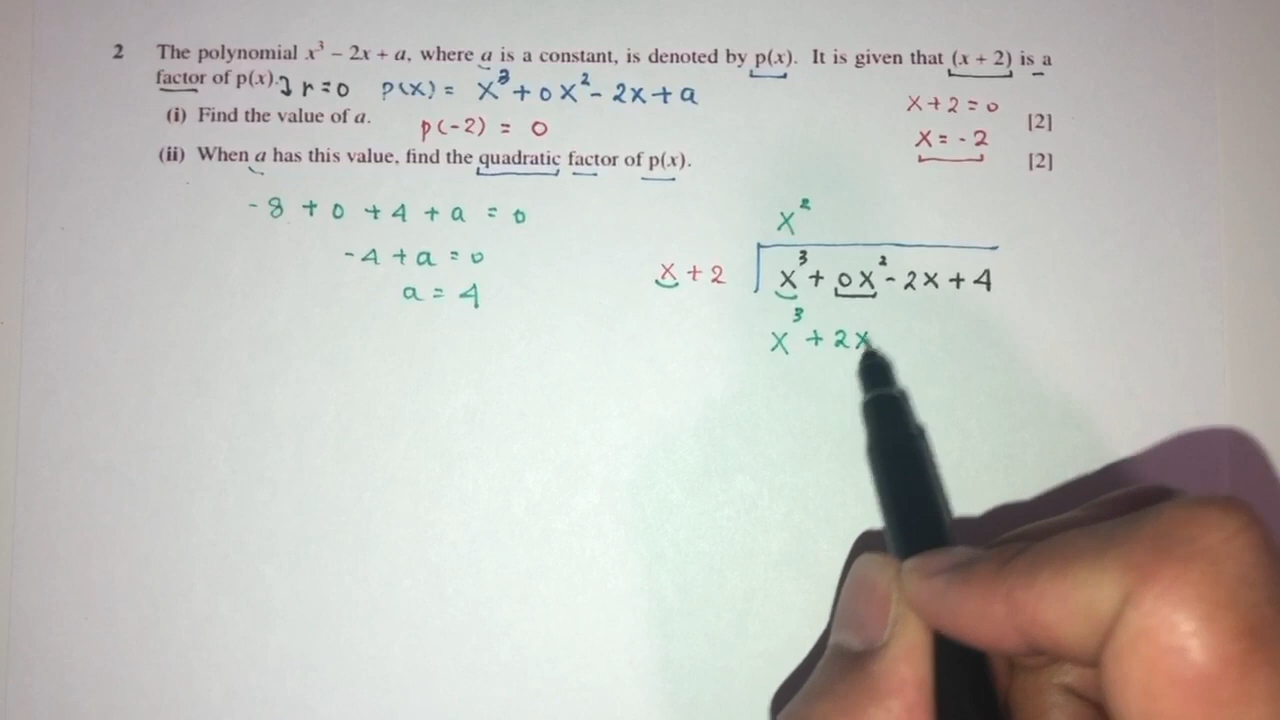 2 The polynomial x³ − 2x + a, where a is a constant, is denoted by p(x). It is given that (x + 2) is a
factor of p(x). r = 0 p(x) = x³ + 0x² - 2x + a
x + 2 = 0
(i) Find the value of a. [2]
p(-2) = 0
x = -2
(ii) When a has this value, find the quadratic factor of p(x). [2]
-8 + 0 + 4 + a = 0
x²
-4 + a = 0
x + 2 x³ + 0x² - 2x + 4
a = 4
x³ + 2x